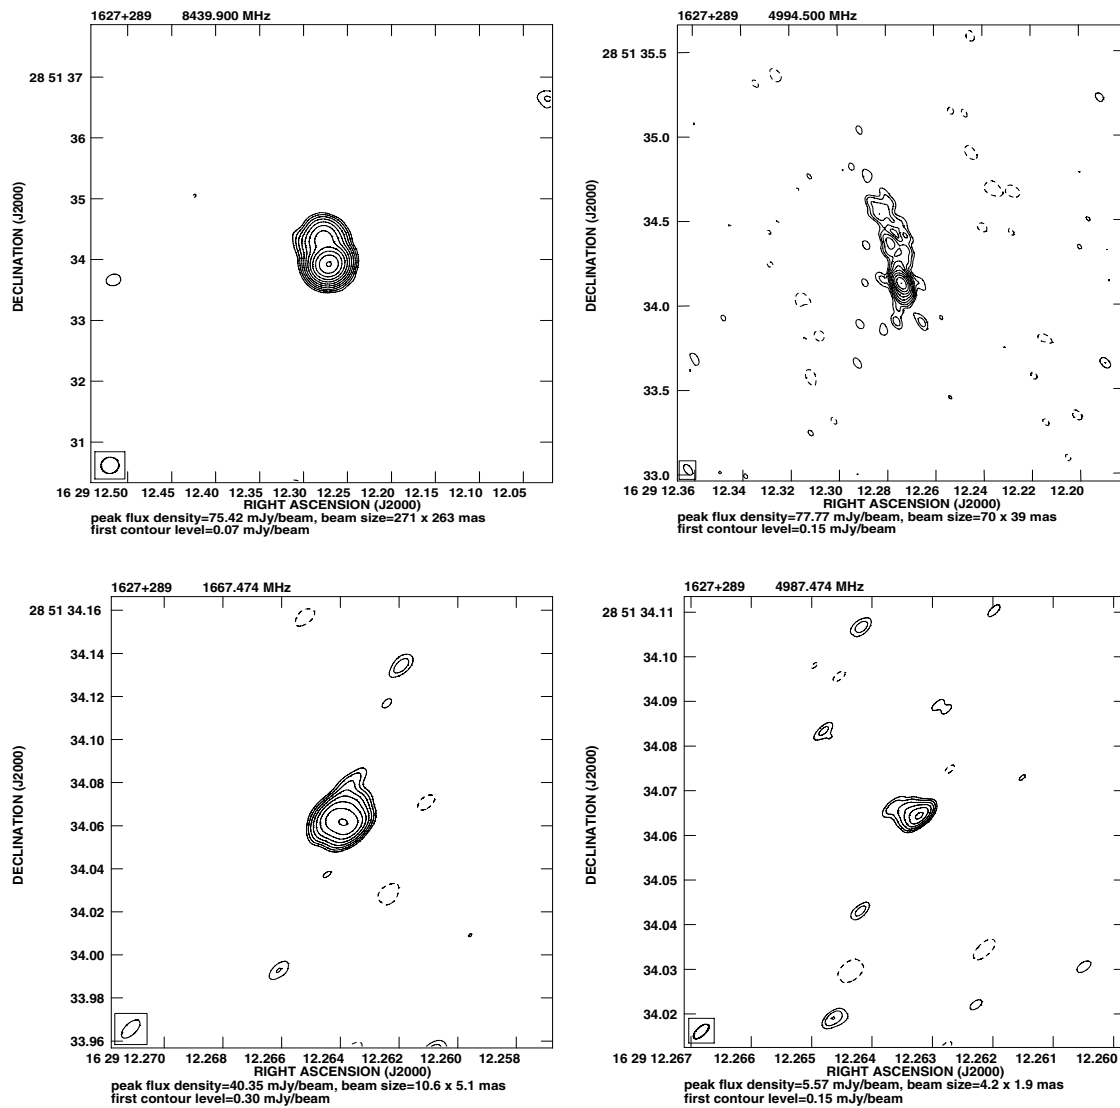 1627+289 8439.900 MHz
28 51 37
36
35
34
33
32
31
DECLINATION (J2000)
16 29 12.50 12.45 12.40 12.35 12.30 12.25 12.20 12.15 12.10 12.05
RIGHT ASCENSION (J2000)
peak flux density=75.42 mJy/beam, beam size=271 x 263 mas
first contour level=0.07 mJy/beam
1627+289 4994.500 MHz
28 51 35.5
35.0
34.5
34.0
33.5
33.0
DECLINATION (J2000)
16 29 12.36 12.34 12.32 12.30 12.28 12.26 12.24 12.22 12.20
RIGHT ASCENSION (J2000)
peak flux density=77.77 mJy/beam, beam size=70 x 39 mas
first contour level=0.15 mJy/beam
1627+289 1667.474 MHz
28 51 34.16
34.14
34.12
34.10
34.08
34.06
34.04
34.02
34.00
33.98
33.96
DECLINATION (J2000)
16 29 12.270 12.268 12.266 12.264 12.262 12.260 12.258
RIGHT ASCENSION (J2000)
peak flux density=40.35 mJy/beam, beam size=10.6 x 5.1 mas
first contour level=0.30 mJy/beam
1627+289 4987.474 MHz
28 51 34.11
34.10
34.09
34.08
34.07
34.06
34.05
34.04
34.03
34.02
DECLINATION (J2000)
16 29 12.267 12.266 12.265 12.264 12.263 12.262 12.261 12.260
RIGHT ASCENSION (J2000)
peak flux density=5.57 mJy/beam, beam size=4.2 x 1.9 mas
first contour level=0.15 mJy/beam